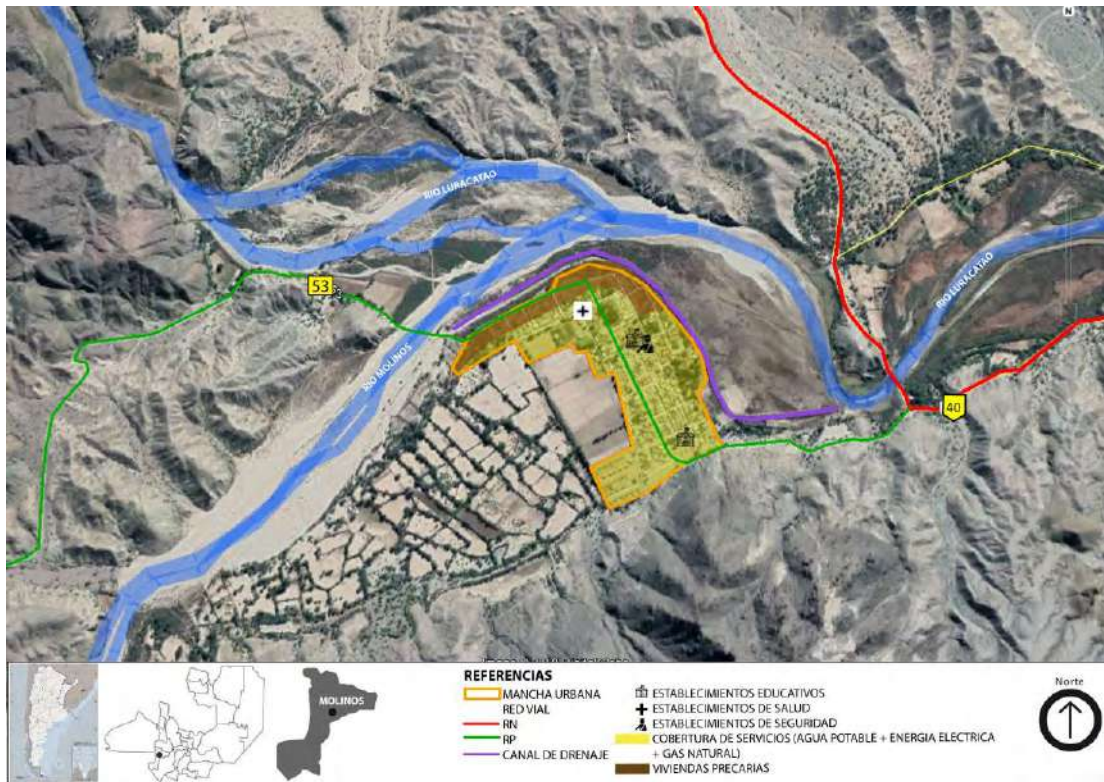 N
RIO LURACATAO
53
RIO MOLINOS
RIO LURACATAO
40
REFERENCIAS
MANCHA URBANA
RED VIAL
RN
RP
CANAL DE DRENAJE
ESTABLECIMIENTOS EDUCATIVOS
ESTABLECIMIENTOS DE SALUD
ESTABLECIMIENTOS DE SEGURIDAD
COBERTURA DE SERVICIOS (AGUA POTABLE + ENERGIA ELECTRICA
+ GAS NATURAL)
VIVIENDAS PRECARIAS
MOLINOS
Norte